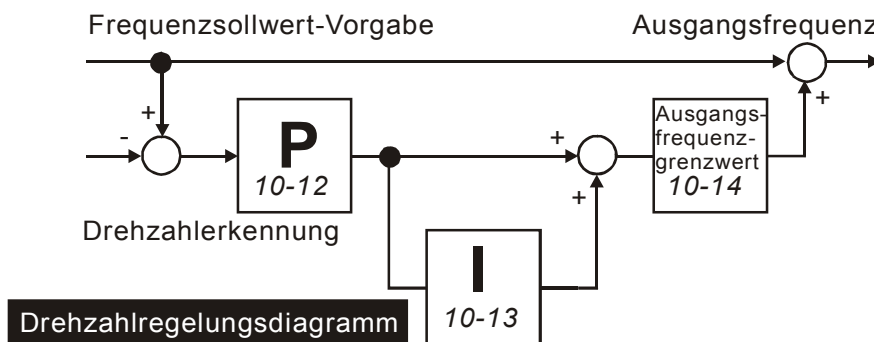 Frequenzsollwert-Vorgabe
Ausgangsfrequenz
+
-
P
10-12
+
+
Ausgangs-
frequenz-
grenzwert
10-14
+
Drehzahlerkennung
I
10-13
Drehzahlregelungsdiagramm